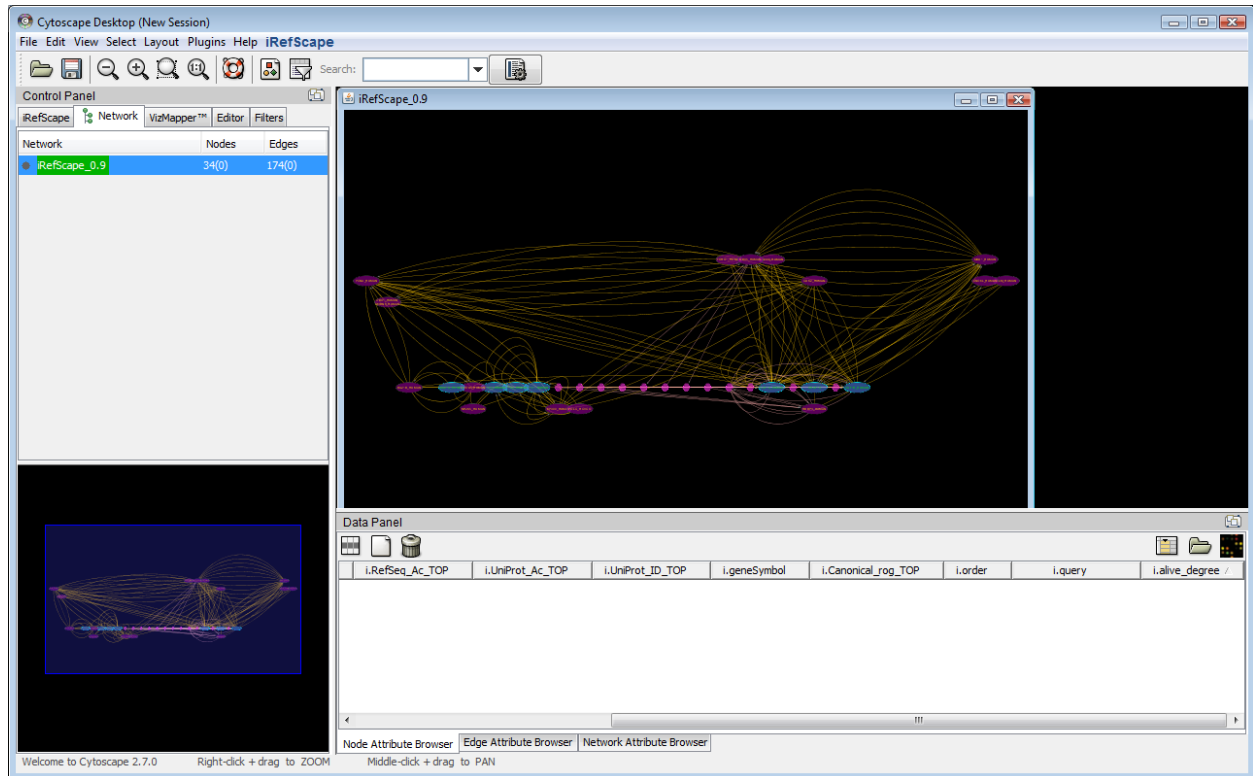 Cytoscape Desktop (New Session)
File Edit View Select Layout Plugins Help iRefScape
Search:
Control Panel
iRefScape Network VizMapper™ Editor Filters
Network Nodes Edges
iRefScape_0.9 34(0) 174(0)
iRefScape_0.9
Data Panel
i.RefSeq_Ac_TOP i.UniProt_Ac_TOP i.UniProt_ID_TOP i.geneSymbol i.Canonical_rog_TOP i.order i.query i.alive_degree
Node Attribute Browser Edge Attribute Browser Network Attribute Browser
Welcome to Cytoscape 2.7.0 Right-click + drag to ZOOM Middle-click + drag to PAN